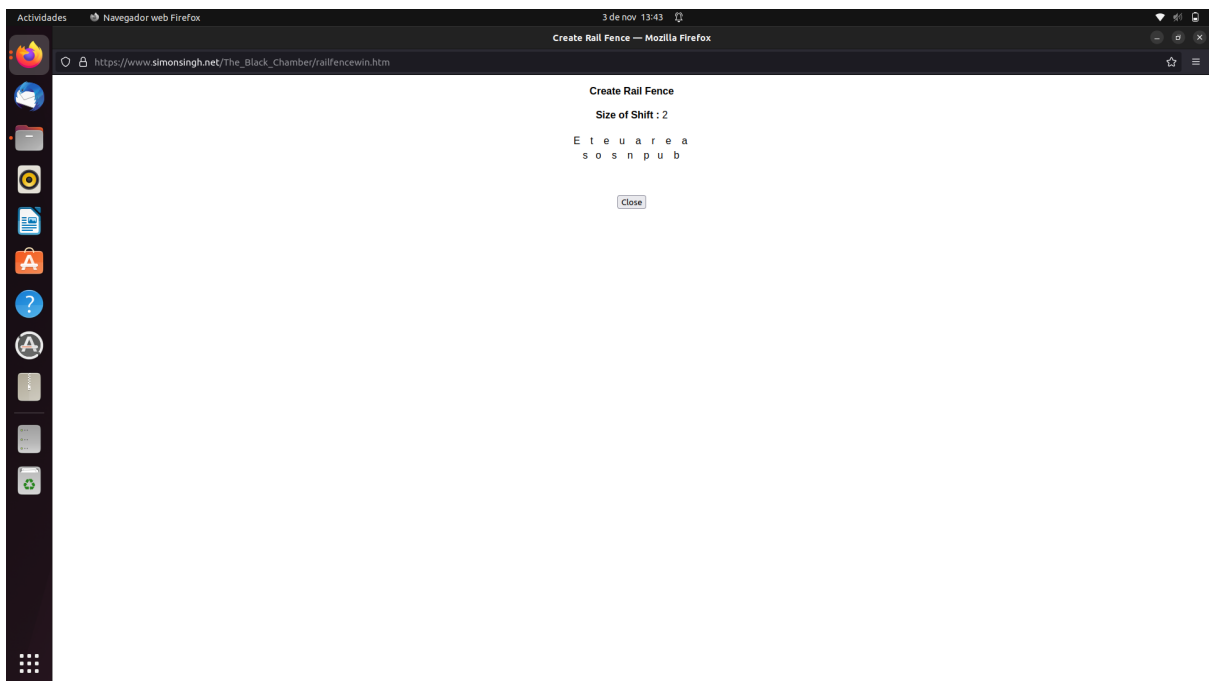 Actividades Navegador web Firefox 3 de nov 13:43
Create Rail Fence — Mozilla Firefox
https://www.simonsingh.net/The_Black_Chamber/railfencewin.htm
Create Rail Fence
Size of Shift : 2
E t e u a r e a
s o s n p u b
Close